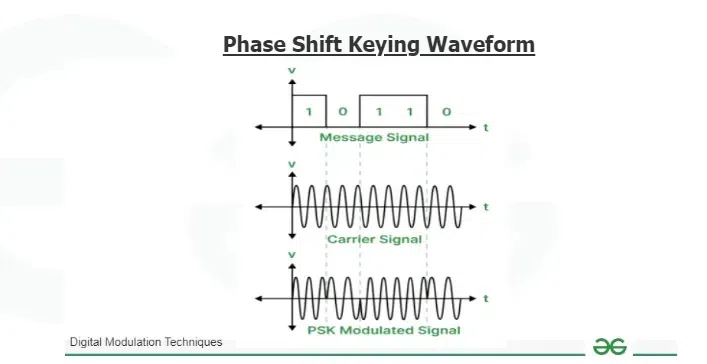 Phase Shift Keying Waveform
v
1 0 1 1 0
t
Message Signal
v
t
Carrier Signal
v
t
PSK Modulated Signal
Digital Modulation Techniques